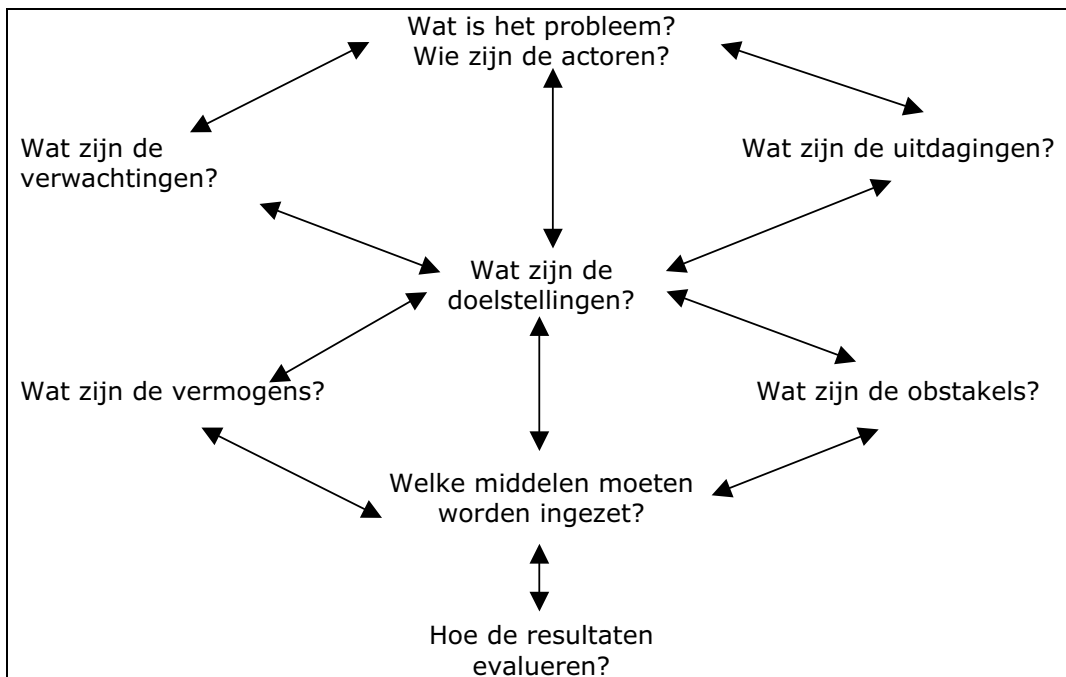 Wat is het probleem?
Wie zijn de actoren?
Wat zijn de
verwachtingen?
Wat zijn de uitdagingen?
Wat zijn de
doelstellingen?
Wat zijn de vermogens?
Wat zijn de obstakels?
Welke middelen moeten
worden ingezet?
Hoe de resultaten
evalueren?